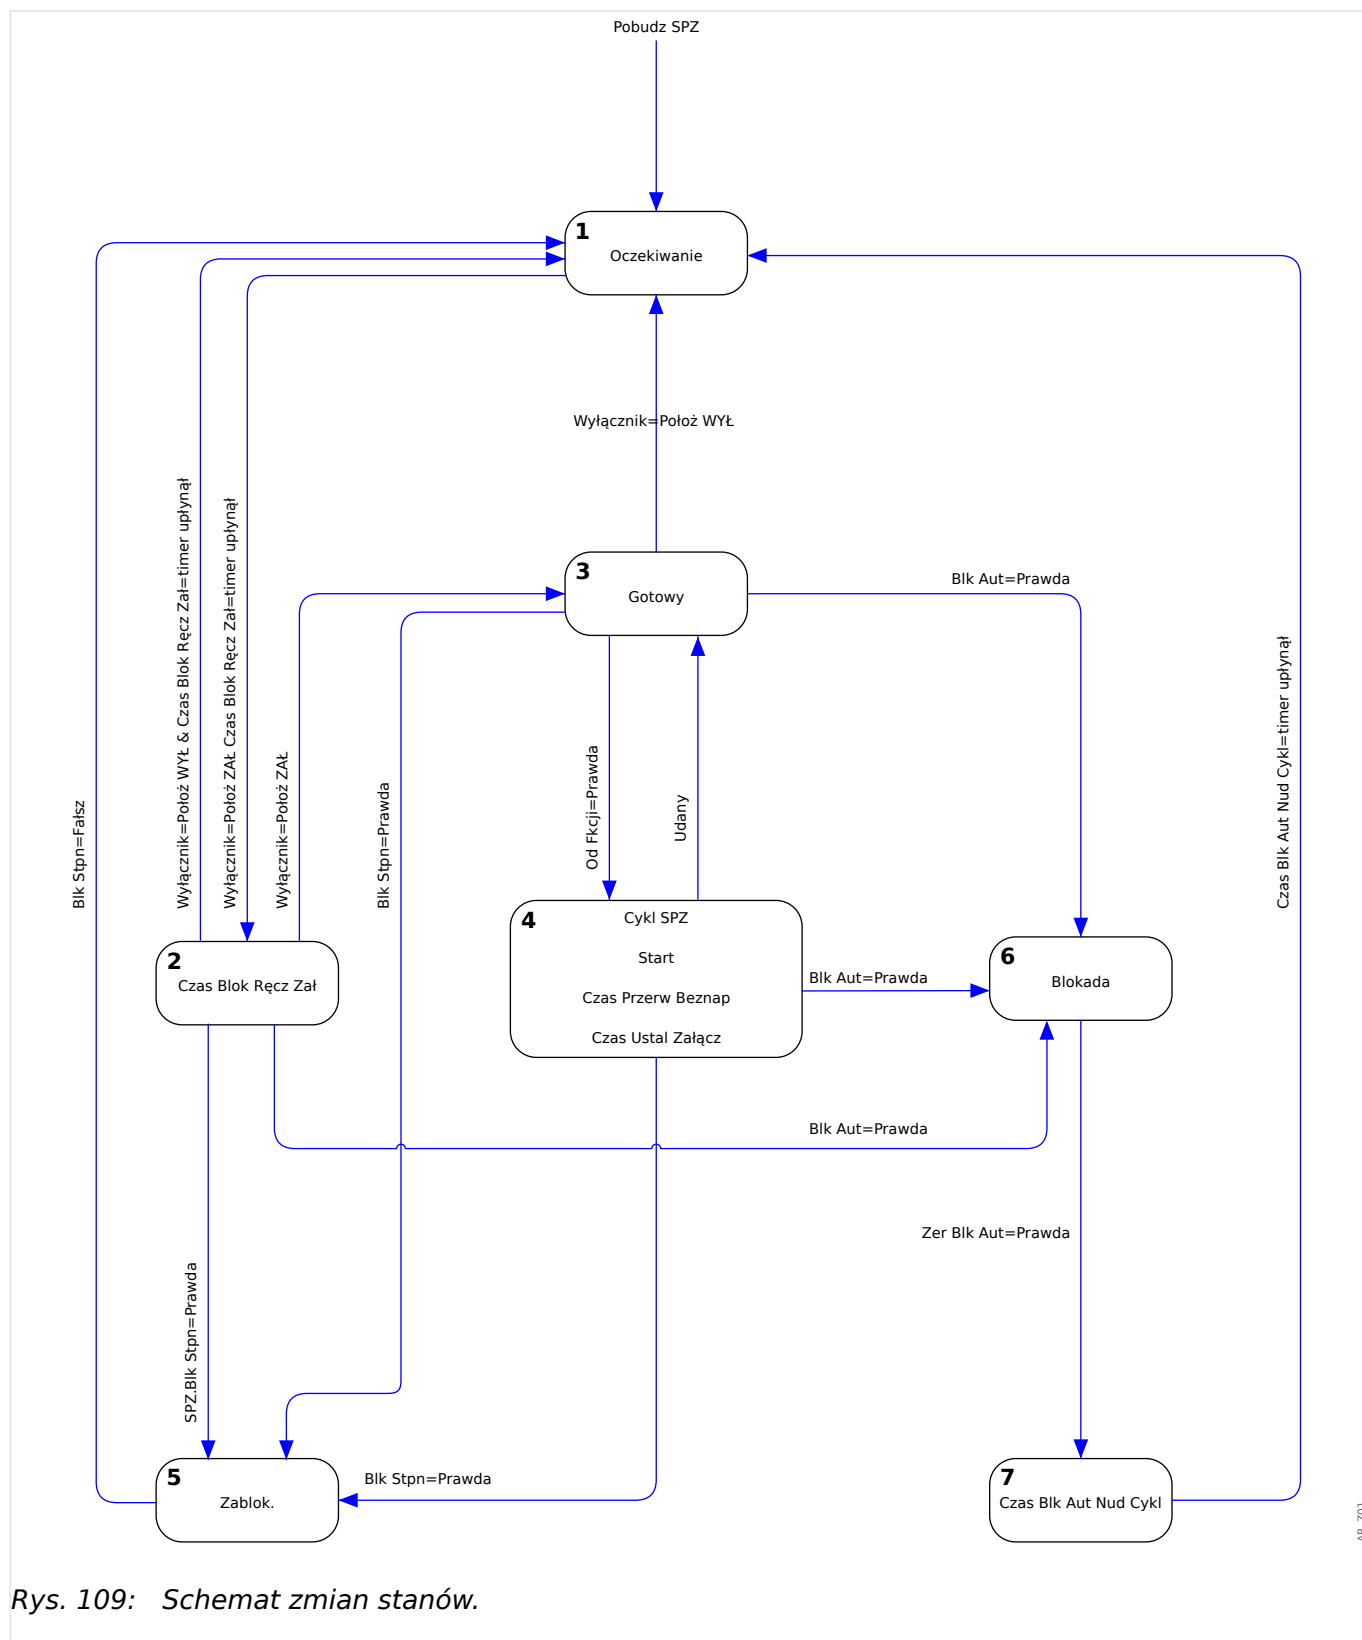 Pobudz SPZ
1
Oczekiwanie
Wyłącznik=Położ WYŁ
Wyłącznik=Położ WYŁ & Czas Blok Ręcz Zał=timer upłynął
Wyłącznik=Położ ZAŁ Czas Blok Ręcz Zał=timer upłynął
3
Gotowy
Blk Aut=Prawda
Blk Stpn=Fałsz
Wyłącznik=Położ ZAŁ
Blk Stpn=Prawda
Od Fkcji=Prawda
Udany
Czas Blk Aut Nud Cykl=timer upłynął
2
Czas Blok Ręcz Zał
4
Cykl SPZ
Start
Czas Przerw Beznap
Czas Ustal Załącz
Blk Aut=Prawda
6
Blokada
Blk Aut=Prawda
Zer Blk Aut=Prawda
SPZ.Blk Stpn=Prawda
5
Zablok.
Blk Stpn=Prawda
7
Czas Blk Aut Nud Cykl
Rys. 109: Schemat zmian stanów.